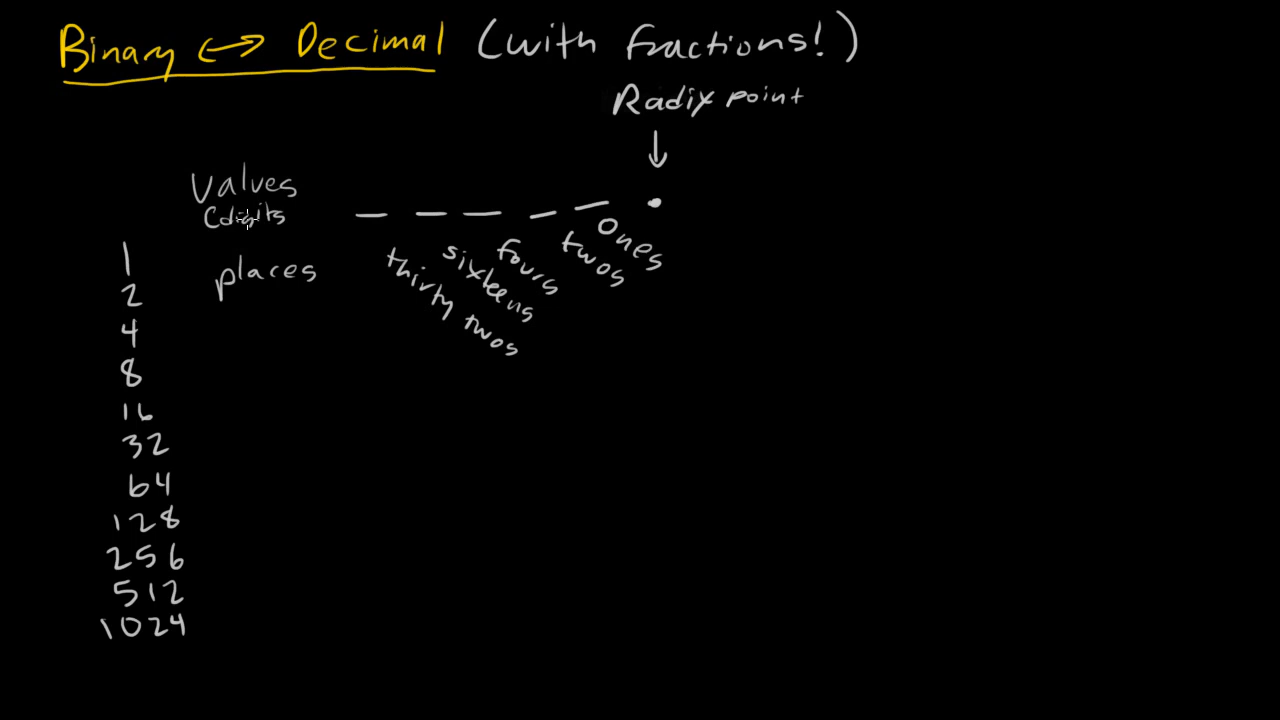 Binary ↔ Decimal (with fractions!)
Radix point
↓
Values
(digits
places
ones
twos
fours
sixteens
thirty twos
1
2
4
8
16
32
64
128
256
512
1024